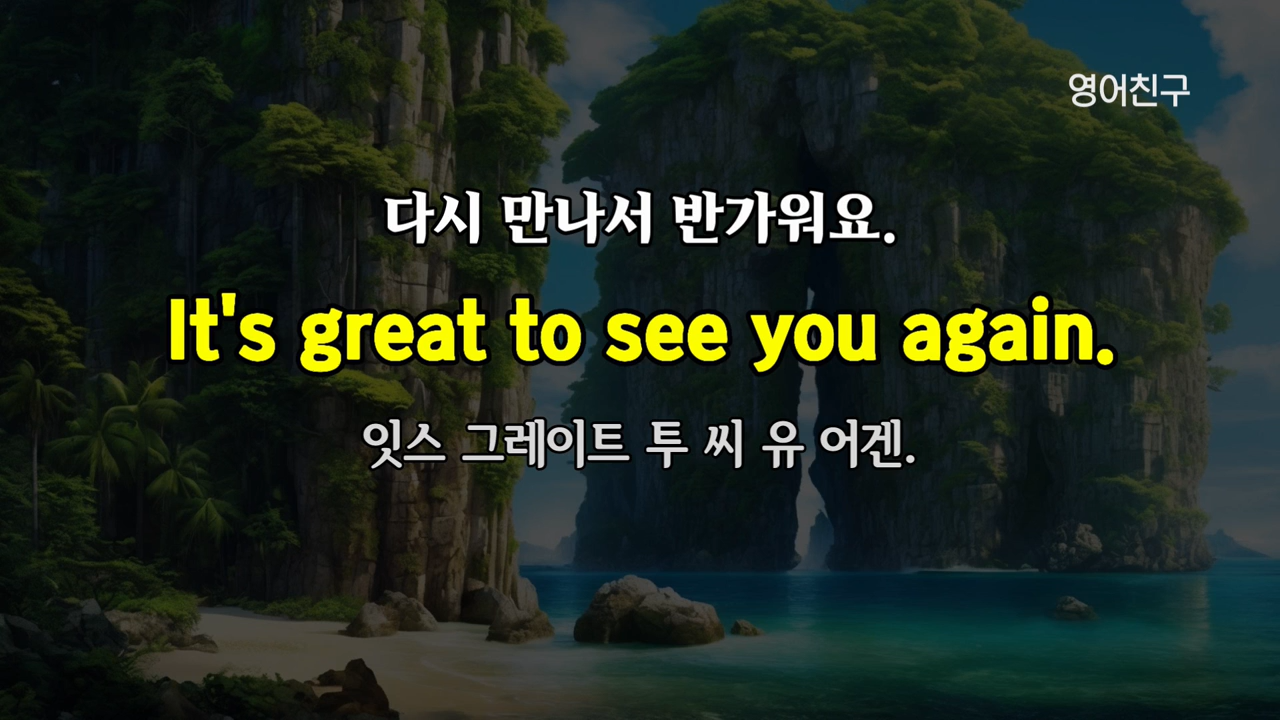 영어친구
다시 만나서 반가워요.
It's great to see you again.
잇스 그레이트 투 씨 유 어겐.